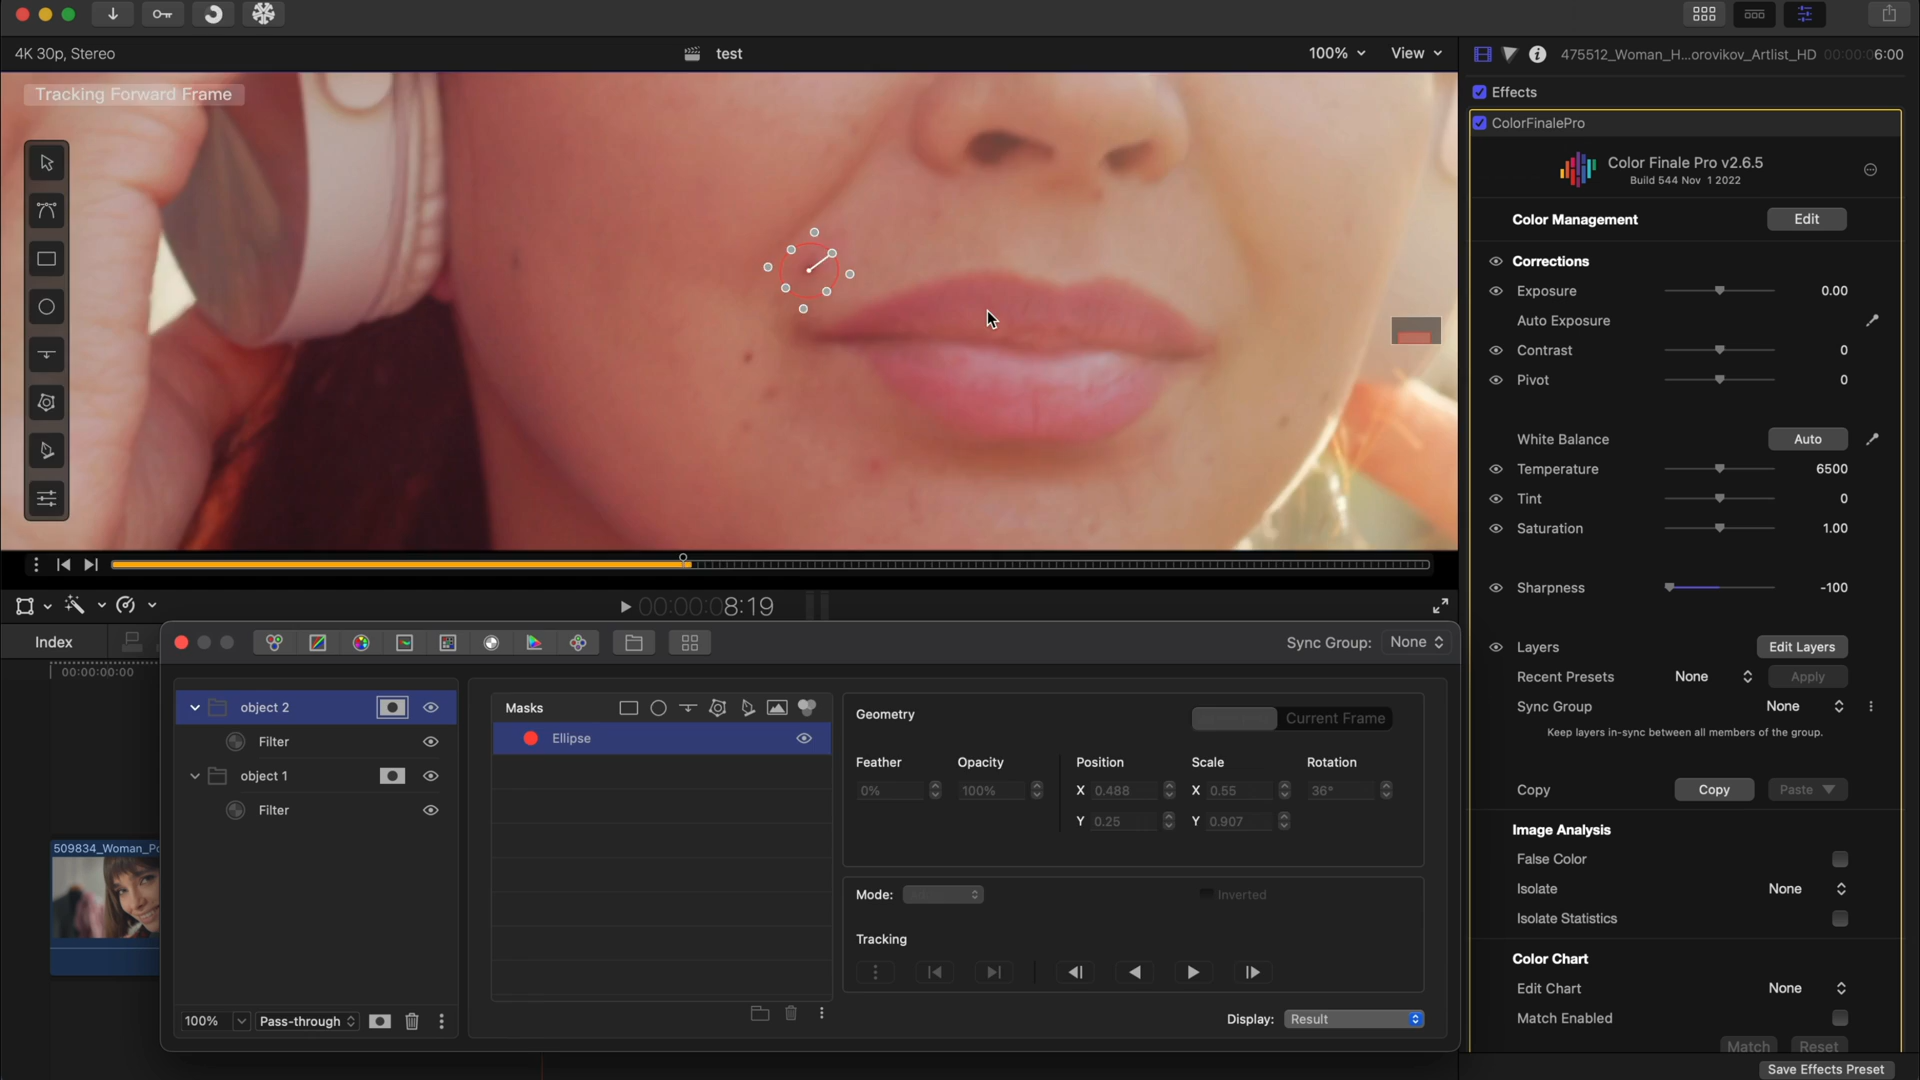 4K 30p, Stereo
test
100%
View
475512_Woman_H...orovikov_Artlist_HD
00:00:06:00
Tracking Forward Frame
Effects
ColorFinalePro
Color Finale Pro v2.6.5
Build 544 Nov 1 2022
Color Management
Edit
Corrections
Exposure 0.00
Auto Exposure
Contrast 0
Pivot 0
White Balance Auto
Temperature 6500
Tint 0
Saturation 1.00
Sharpness -100
Layers Edit Layers
Recent Presets None Apply
Sync Group None
Keep layers in-sync between all members of the group.
Copy Copy Paste
Image Analysis
False Color
Isolate None
Isolate Statistics
Color Chart
Edit Chart None
Match Enabled
Match Reset
Save Effects Preset
00:00:08:19
Index
00:00:00:00
509834_Woman_Po
Sync Group: None
object 2
Filter
object 1
Filter
100% Pass-through
Masks
Ellipse
Geometry
Current Frame
Feather Opacity Position Scale Rotation
0% 100% X 0.488 X 0.55 36°
Y 0.25 Y 0.907
Mode:
Inverted
Tracking
Display: Result